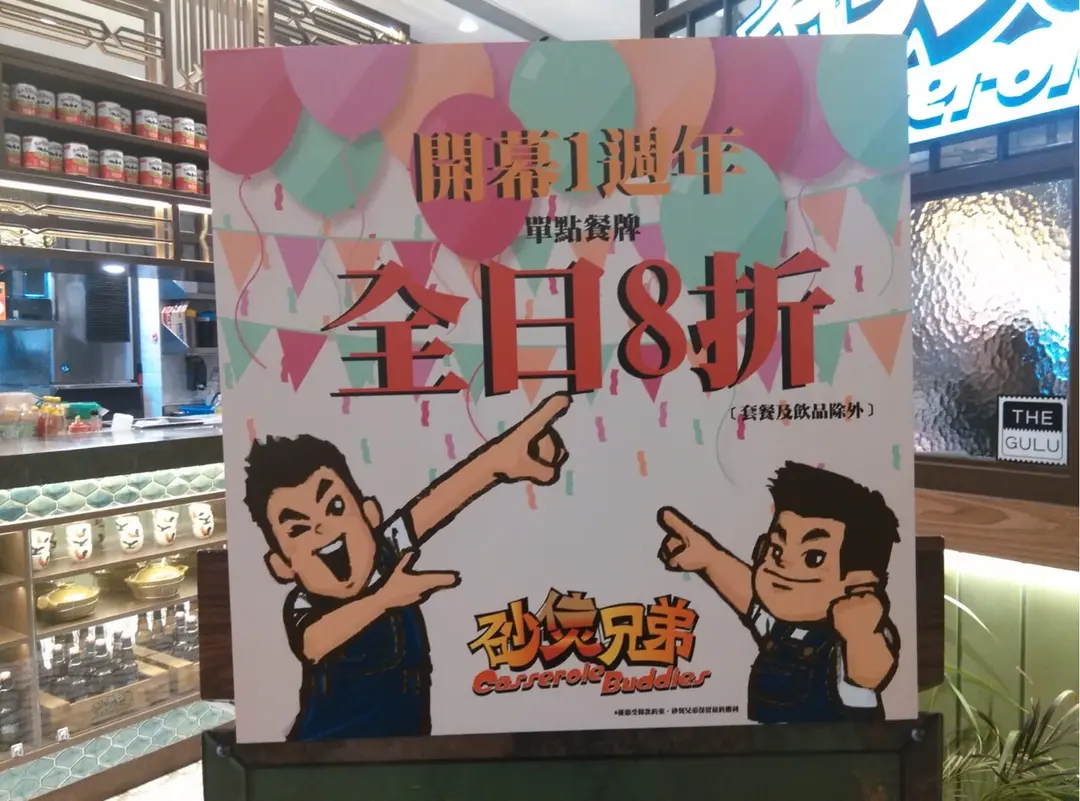 開幕1週年
單點餐牌
全日8折
〔套餐及飲品除外〕
砂煲兄弟
Casserole Buddies
THE
GULU